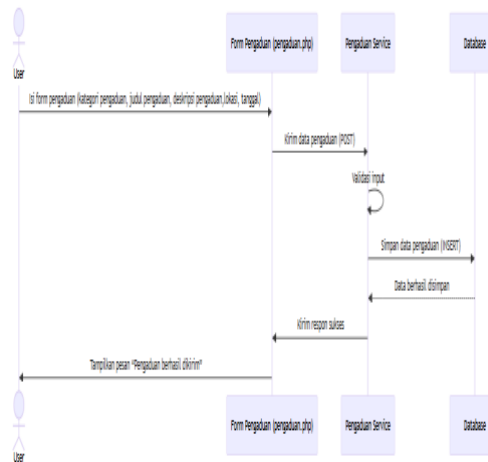 Form Pengaduan (pengaduan.php)
Pengaduan Service
Database
User
Isi form pengaduan (kategori pengaduan, judul pengaduan, deskripsi pengaduan,lokasi, tanggal)
Kirim data pengaduan (POST)
Validasi input
Simpan data pengaduan (INSERT)
Data berhasil disimpan
Kirim respon sukses
Tampilkan pesan "Pengaduan berhasil dikirim"
Form Pengaduan (pengaduan.php)
Pengaduan Service
Database
User